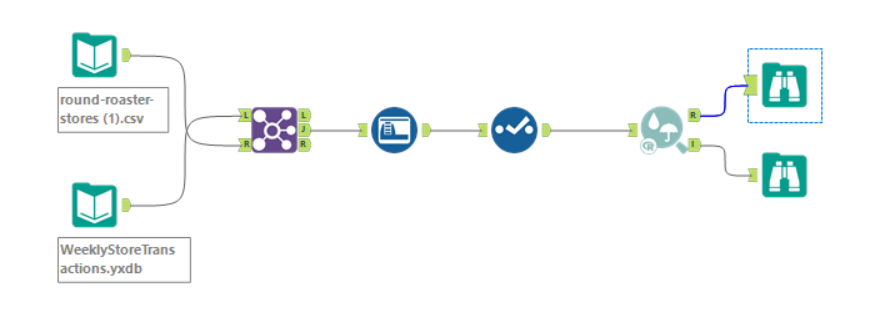 round-roaster-
stores (1).csv
L
R
L
J
R
R
R
I
WeeklyStoreTrans
actions.yxdb